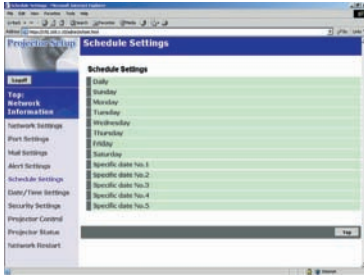 Projector Setup
Schedule Settings
Logoff
Top:
Network
Information
Network Settings
Port Settings
Mail Settings
Alert Settings
Schedule Settings
Date/Time Settings
Security Settings
Projector Control
Projector Status
Network Restart
Schedule Settings
Daily
Sunday
Monday
Tuesday
Wednesday
Thursday
Friday
Saturday
Specific date No.1
Specific date No.2
Specific date No.3
Specific date No.4
Specific date No.5
Top